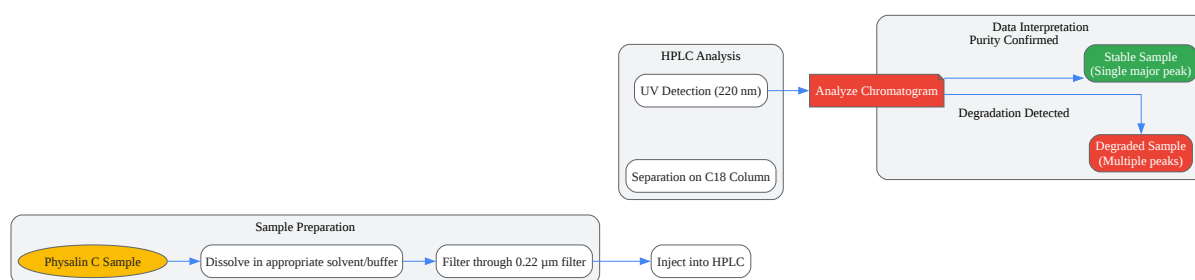 Data Interpretation
Purity Confirmed
HPLC Analysis
Stable Sample
(Single major peak)
UV Detection (220 nm)
Analyze Chromatogram
Degradation Detected
Degraded Sample
(Multiple peaks)
Separation on C18 Column
Sample Preparation
Physalin C Sample
Dissolve in appropriate solvent/buffer
Filter through 0.22 µm filter
Inject into HPLC